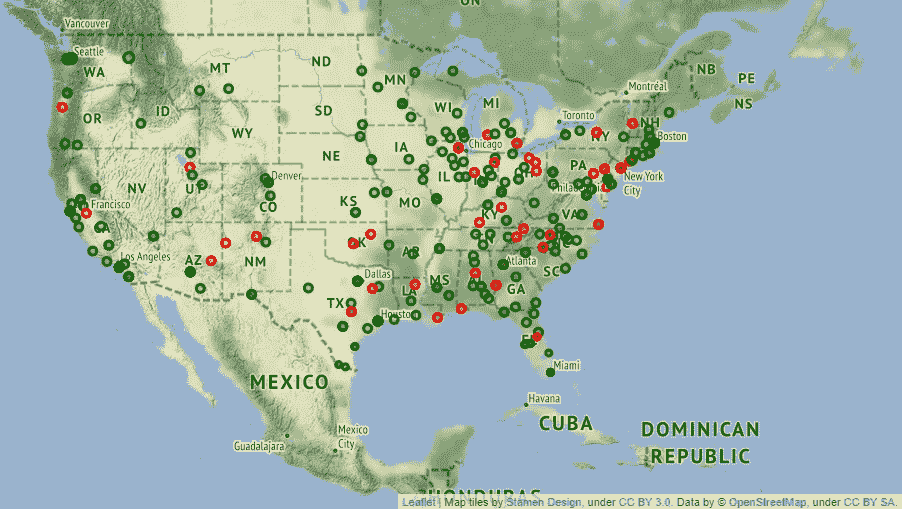 ON
Vancouver
Seattle
WA
MT
ND
MN
NB
PE
Montréal
NS
OR
ID
SD
WI
MI
Toronto
NH
WY
Boston
NE
IA
Chicago
PA
NV
Denver
IL
New York
City
Philadelphia
CO
KS
MO
KY
VA
Francisco
CA
Los Angeles
AZ
NM
OK
AR
Atlanta
SC
Dallas
MS
AL
GA
LA
TX
Houston
FL
Miami
MEXICO
Havana
CUBA
DOMINICAN
REPUBLIC
Mexico
City
Guadalajara
HONDURAS
Leaflet | Map tiles by Stamen Design, under CC BY 3.0. Data by © OpenStreetMap, under CC BY SA.